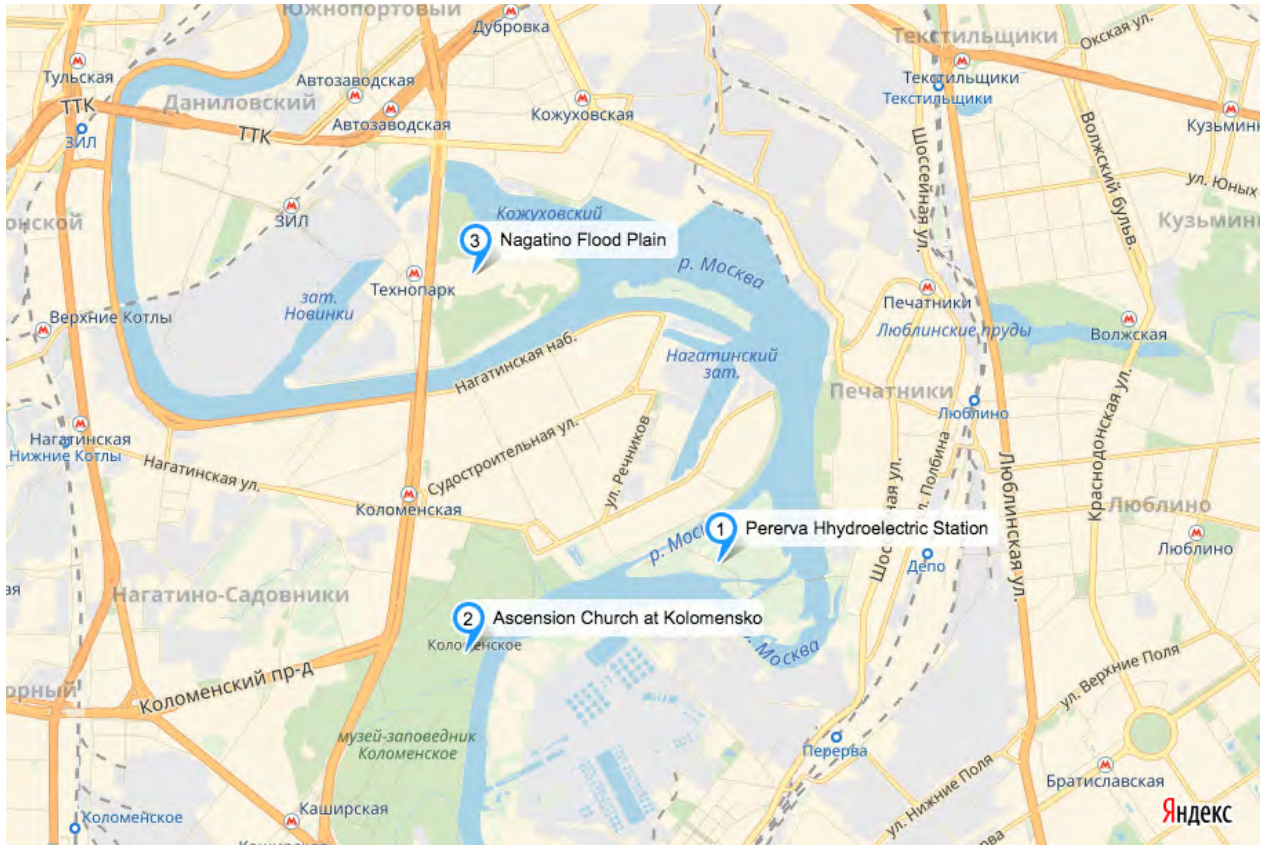 Южнопортовый
Дубровка
Текстильщики
Окская ул.
Тульская
Автозаводская
Текстильщики
Текстильщики
ТТК
Даниловский
Автозаводская
Кожуховская
ТТК
ЗИЛ
Шоссейная ул.
Волжский бульв.
ул. Юных
ЗИЛ
Кожуховский
Кузьмин
3
Nagatino Flood Plain
р. Москва
Технопарк
Печатники
зат.
Новинки
Верхние Котлы
Люблинские пруды
Волжская
Нагатинская наб.
Нагатинский
зат.
Печатники
Люблино
Нагатинская
Нижние Котлы
Судостроительная ул.
ул. Речников
Нагатинская ул.
Коломенская
Люблинская ул.
Краснодонская ул.
Люблино
Люблино
1
Pererva Hhydroelectric Station
Депо
Нагатино-Садовники
2
Ascension Church at Kolomensko
Коломенское
Москва
Коломенский пр-д
ул. Верхние Поля
музей-заповедник
Коломенское
Перерва
Братиславская
ул. Нижние Поля
Каширская
Коломенское
Яндекс